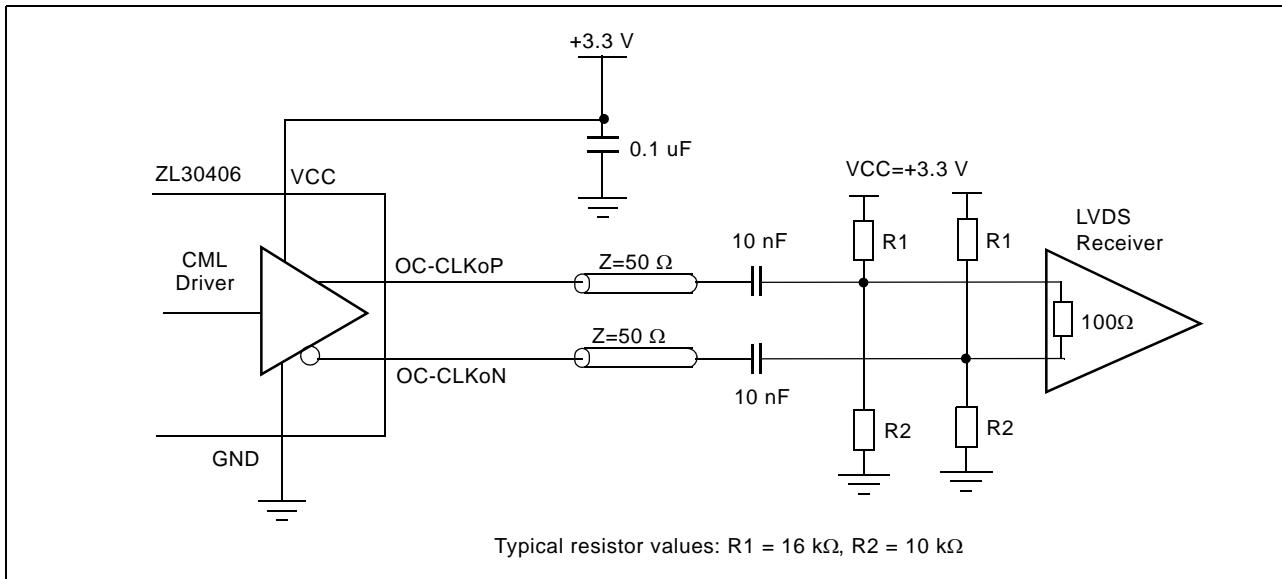 +3.3 V
0.1 uF
ZL30406
VCC
VCC=+3.3 V
LVDS
Receiver
10 nF
R1
R1
CML
Driver
OC-CLKoP
Z=50 Ω
100Ω
Z=50 Ω
OC-CLKoN
10 nF
R2
R2
GND
Typical resistor values: R1 = 16 kΩ, R2 = 10 kΩ